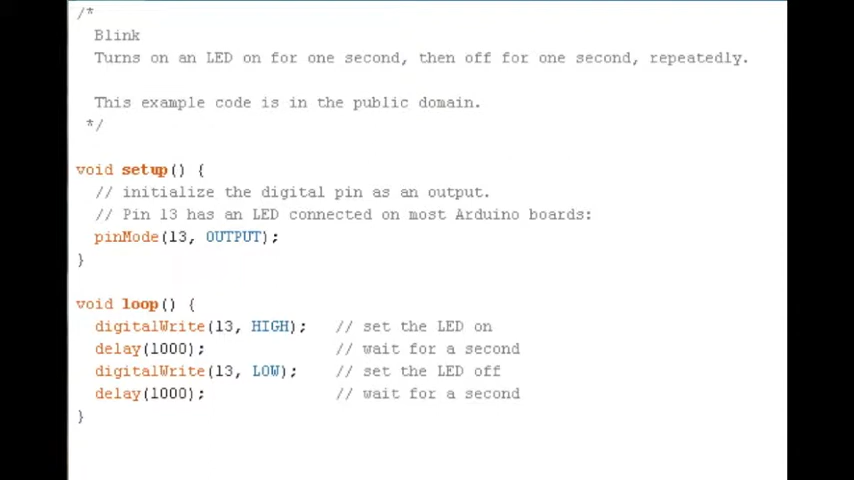 /*
Blink
Turns on an LED on for one second, then off for one second, repeatedly.
This example code is in the public domain.
*/
void setup() {
// initialize the digital pin as an output.
// Pin 13 has an LED connected on most Arduino boards:
pinMode(13, OUTPUT);
}
void loop() {
digitalWrite(13, HIGH);   // set the LED on
delay(1000);              // wait for a second
digitalWrite(13, LOW);    // set the LED off
delay(1000);              // wait for a second
}